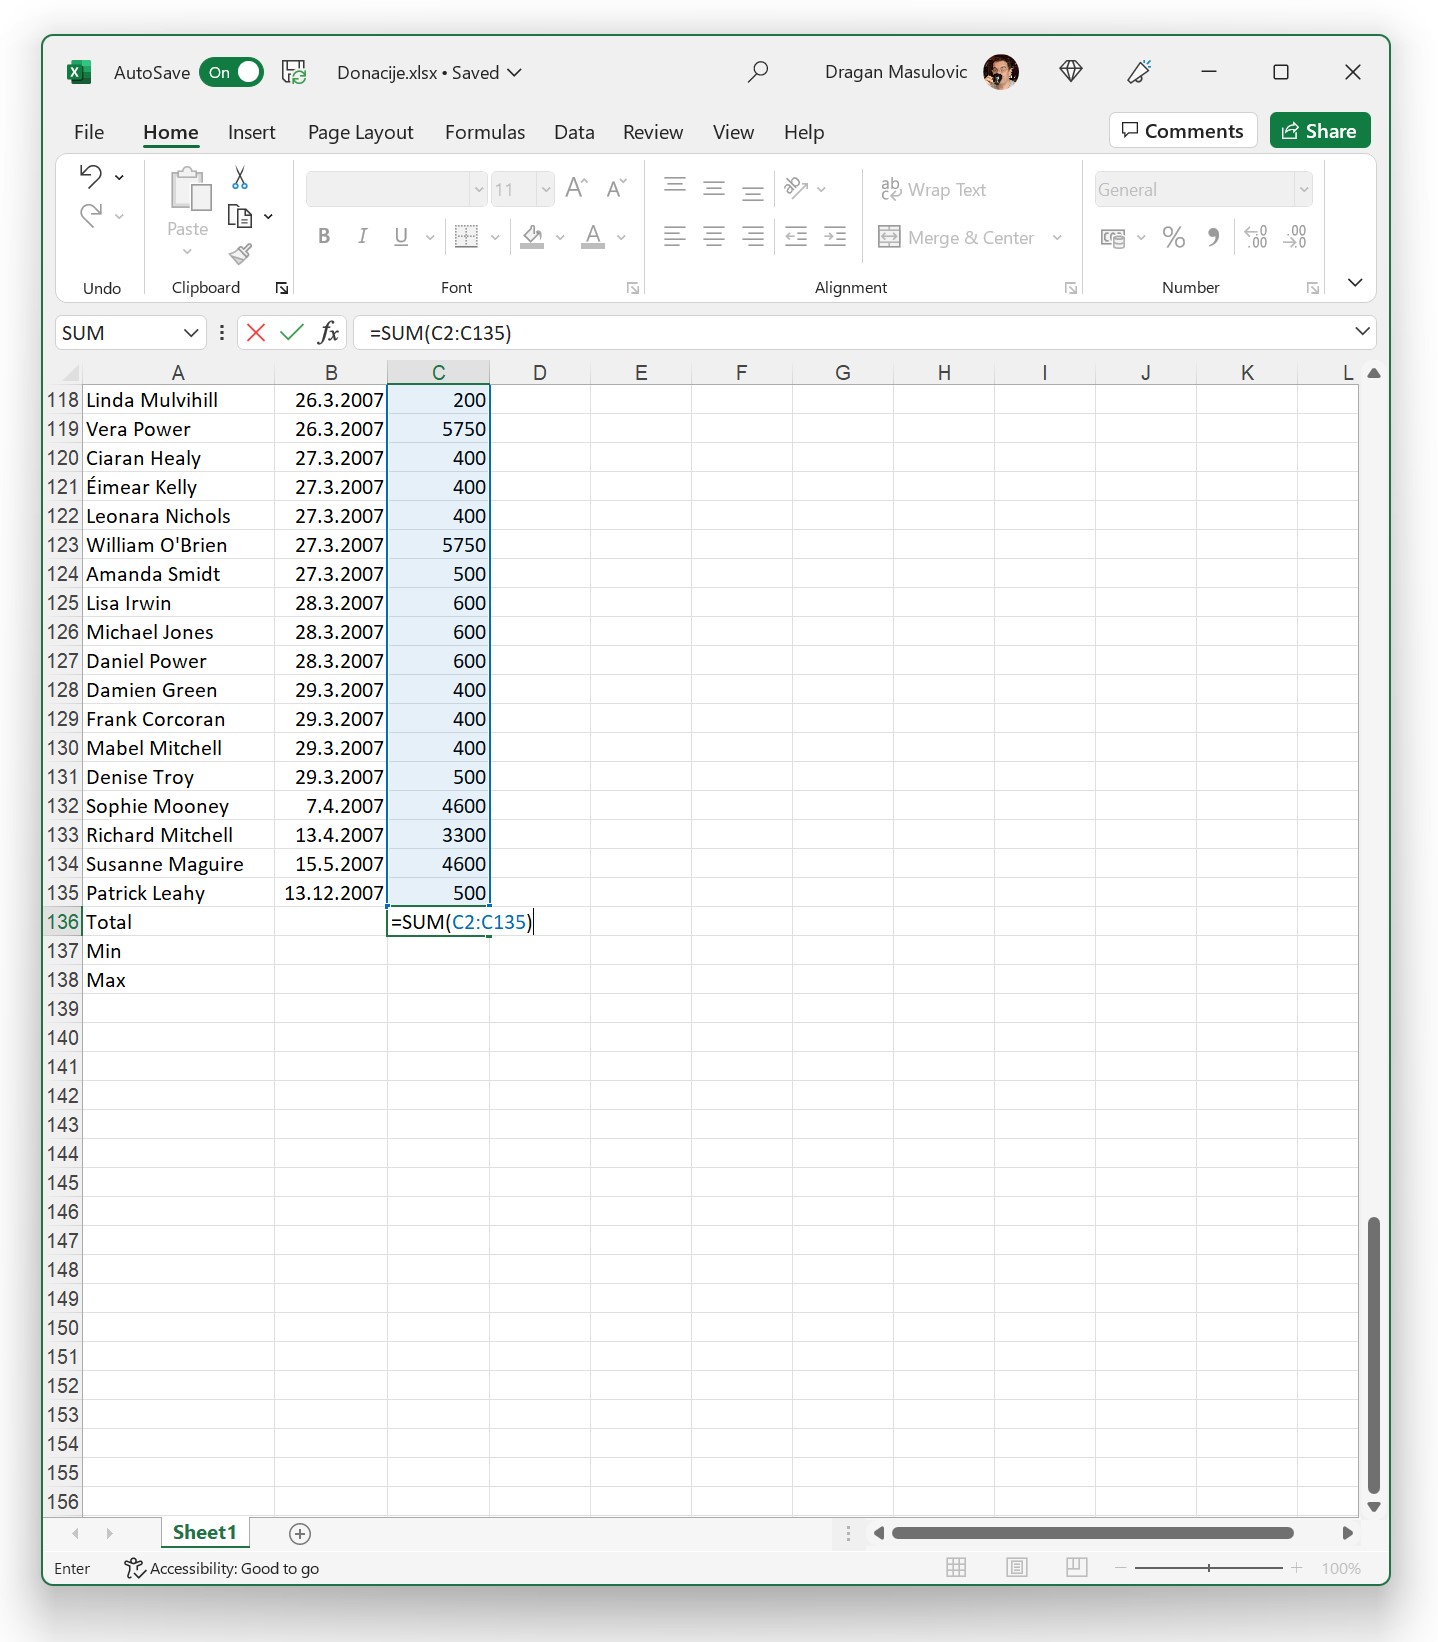 AutoSave On Donacije.xlsx • Saved Dragan Masulovic
File Home Insert Page Layout Formulas Data Review View Help Comments Share
Paste 11 A A ab Wrap Text General
B I U A Merge & Center % 9 .00
Undo Clipboard Font Alignment Number
SUM fx =SUM(C2:C135)
A B C D E F G H I J K L
118 Linda Mulvihill 26.3.2007 200
119 Vera Power 26.3.2007 5750
120 Ciaran Healy 27.3.2007 400
121 Éimear Kelly 27.3.2007 400
122 Leonara Nichols 27.3.2007 400
123 William O'Brien 27.3.2007 5750
124 Amanda Smidt 27.3.2007 500
125 Lisa Irwin 28.3.2007 600
126 Michael Jones 28.3.2007 600
127 Daniel Power 28.3.2007 600
128 Damien Green 29.3.2007 400
129 Frank Corcoran 29.3.2007 400
130 Mabel Mitchell 29.3.2007 400
131 Denise Troy 29.3.2007 500
132 Sophie Mooney 7.4.2007 4600
133 Richard Mitchell 13.4.2007 3300
134 Susanne Maguire 15.5.2007 4600
135 Patrick Leahy 13.12.2007 500
136 Total =SUM(C2:C135)
137 Min
138 Max
139
140
141
142
143
144
145
146
147
148
149
150
151
152
153
154
155
156
Sheet1
Enter Accessibility: Good to go 100%